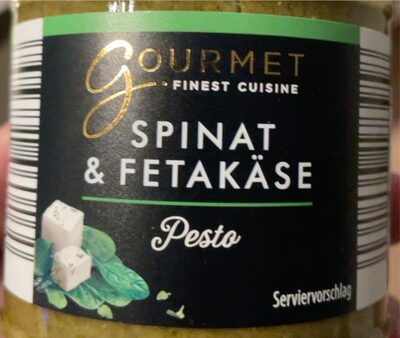 gOURMET
FINEST CUISINE
SPINAT
& FETAKÄSE
Pesto
Serviervorschlag